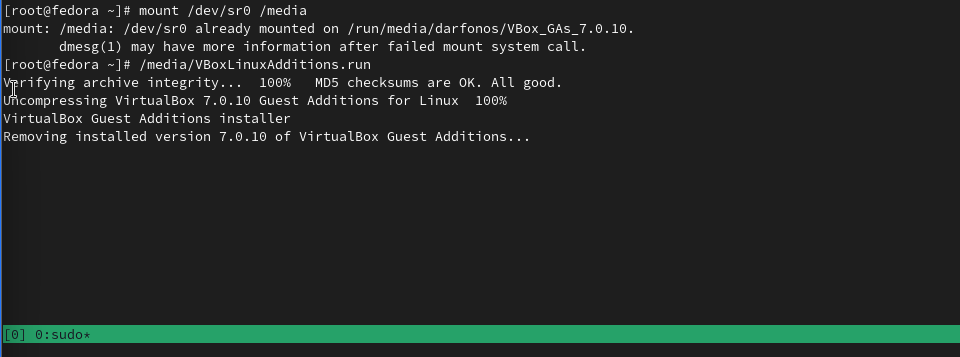 [root@fedora ~]# mount /dev/sr0 /media
mount: /media: /dev/sr0 already mounted on /run/media/darfonos/VBox_GAs_7.0.10.
       dmesg(1) may have more information after failed mount system call.
[root@fedora ~]# /media/VBoxLinuxAdditions.run
Verifying archive integrity...  100%   MD5 checksums are OK. All good.
Uncompressing VirtualBox 7.0.10 Guest Additions for Linux  100%
VirtualBox Guest Additions installer
Removing installed version 7.0.10 of VirtualBox Guest Additions...
[0] 0:sudo*